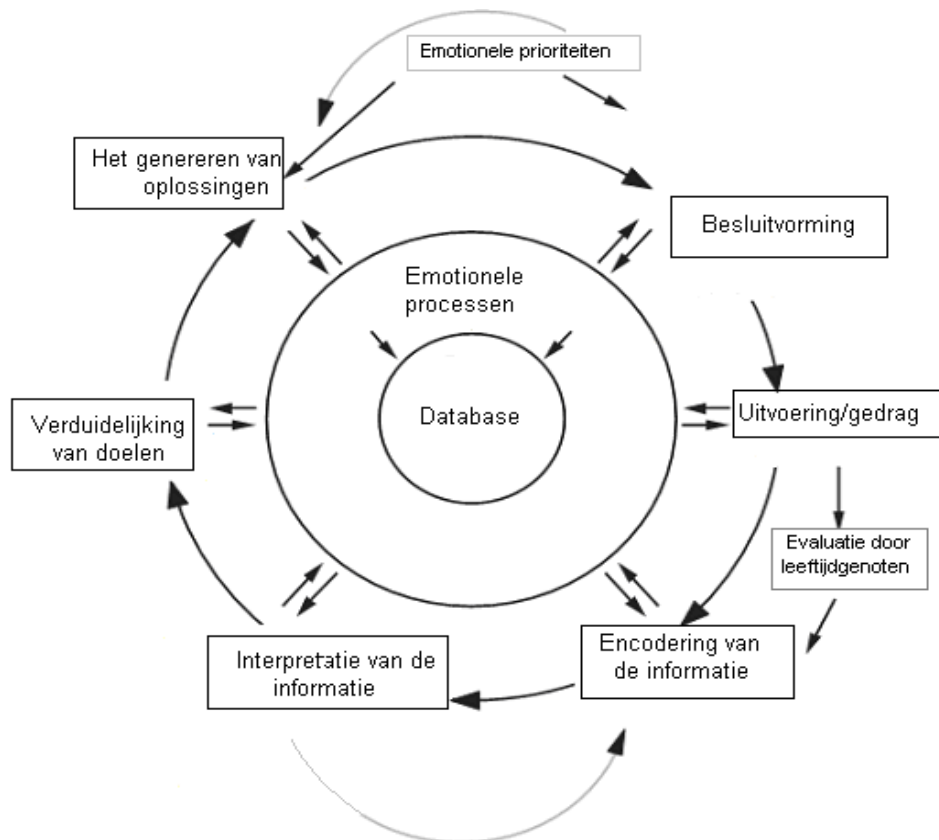 Emotionele prioriteiten
Het genereren van
oplossingen
Besluitvorming
Emotionele
processen
Database
Verduidelijking
van doelen
Uitvoering/gedrag
Evaluatie door
leeftijdgenoten
Interpretatie van de
informatie
Encodering van
de informatie